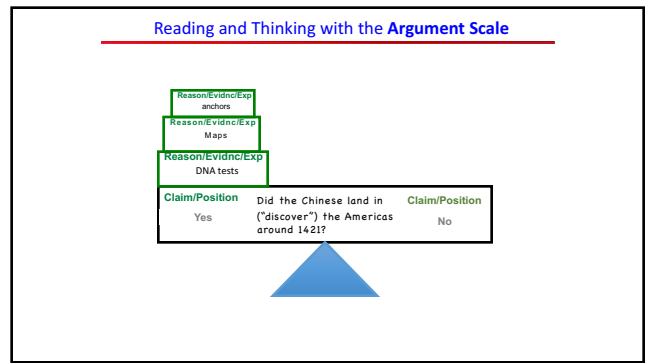 Reading and Thinking with the Argument Scale
Reason/Evidnc/Exp
anchors
Reason/Evidnc/Exp
Maps
Reason/Evidnc/Exp
DNA tests
Claim/Position
Yes
Did the Chinese land in
("discover") the Americas
around 1421?
Claim/Position
No